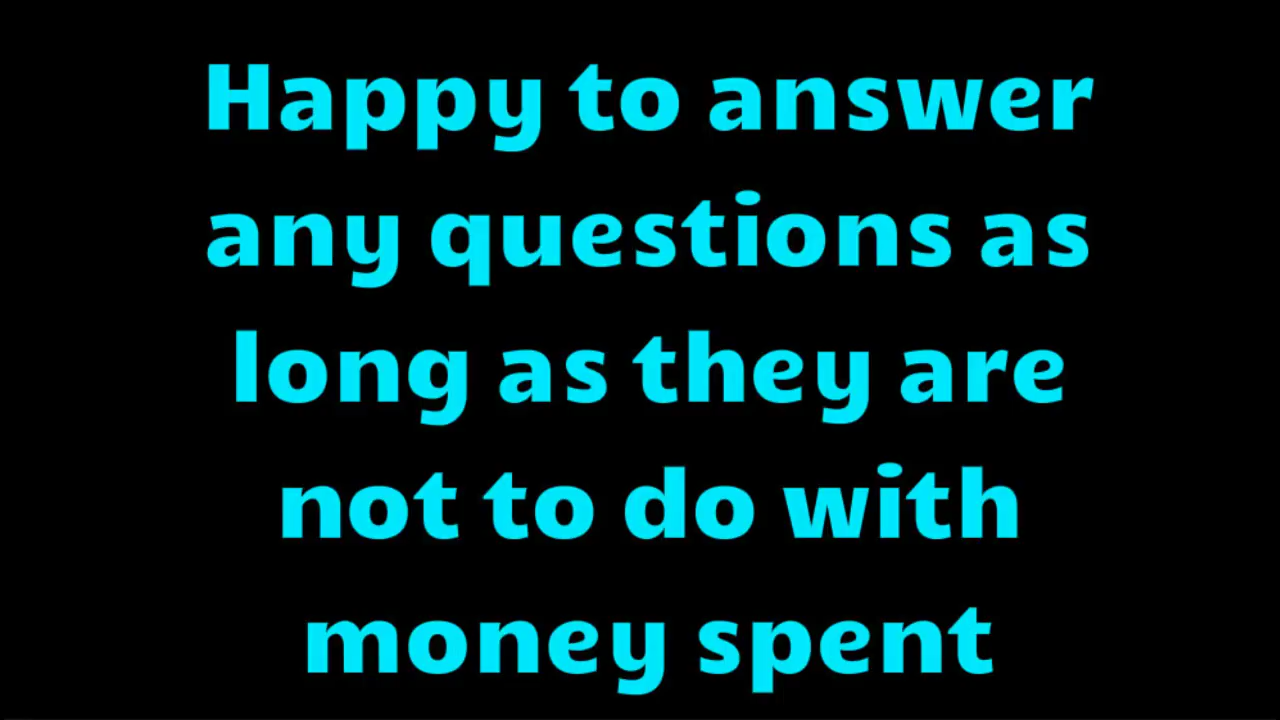 Happy to answer
any questions as
long as they are
not to do with
money spent